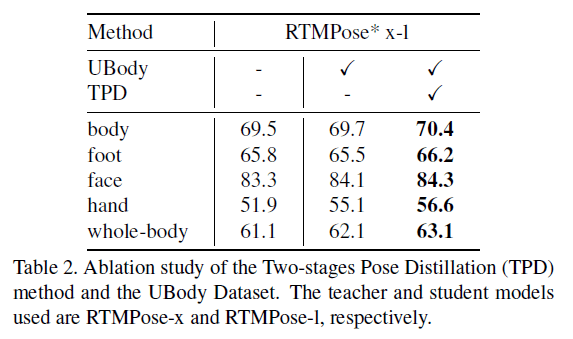 Method RTMPose* x-l
UBody - ✓ ✓
TPD - - ✓
body 69.5 69.7 70.4
foot 65.8 65.5 66.2
face 83.3 84.1 84.3
hand 51.9 55.1 56.6
whole-body 61.1 62.1 63.1
Table 2. Ablation study of the Two-stages Pose Distillation (TPD)
method and the UBody Dataset. The teacher and student models
used are RTMPose-x and RTMPose-l, respectively.